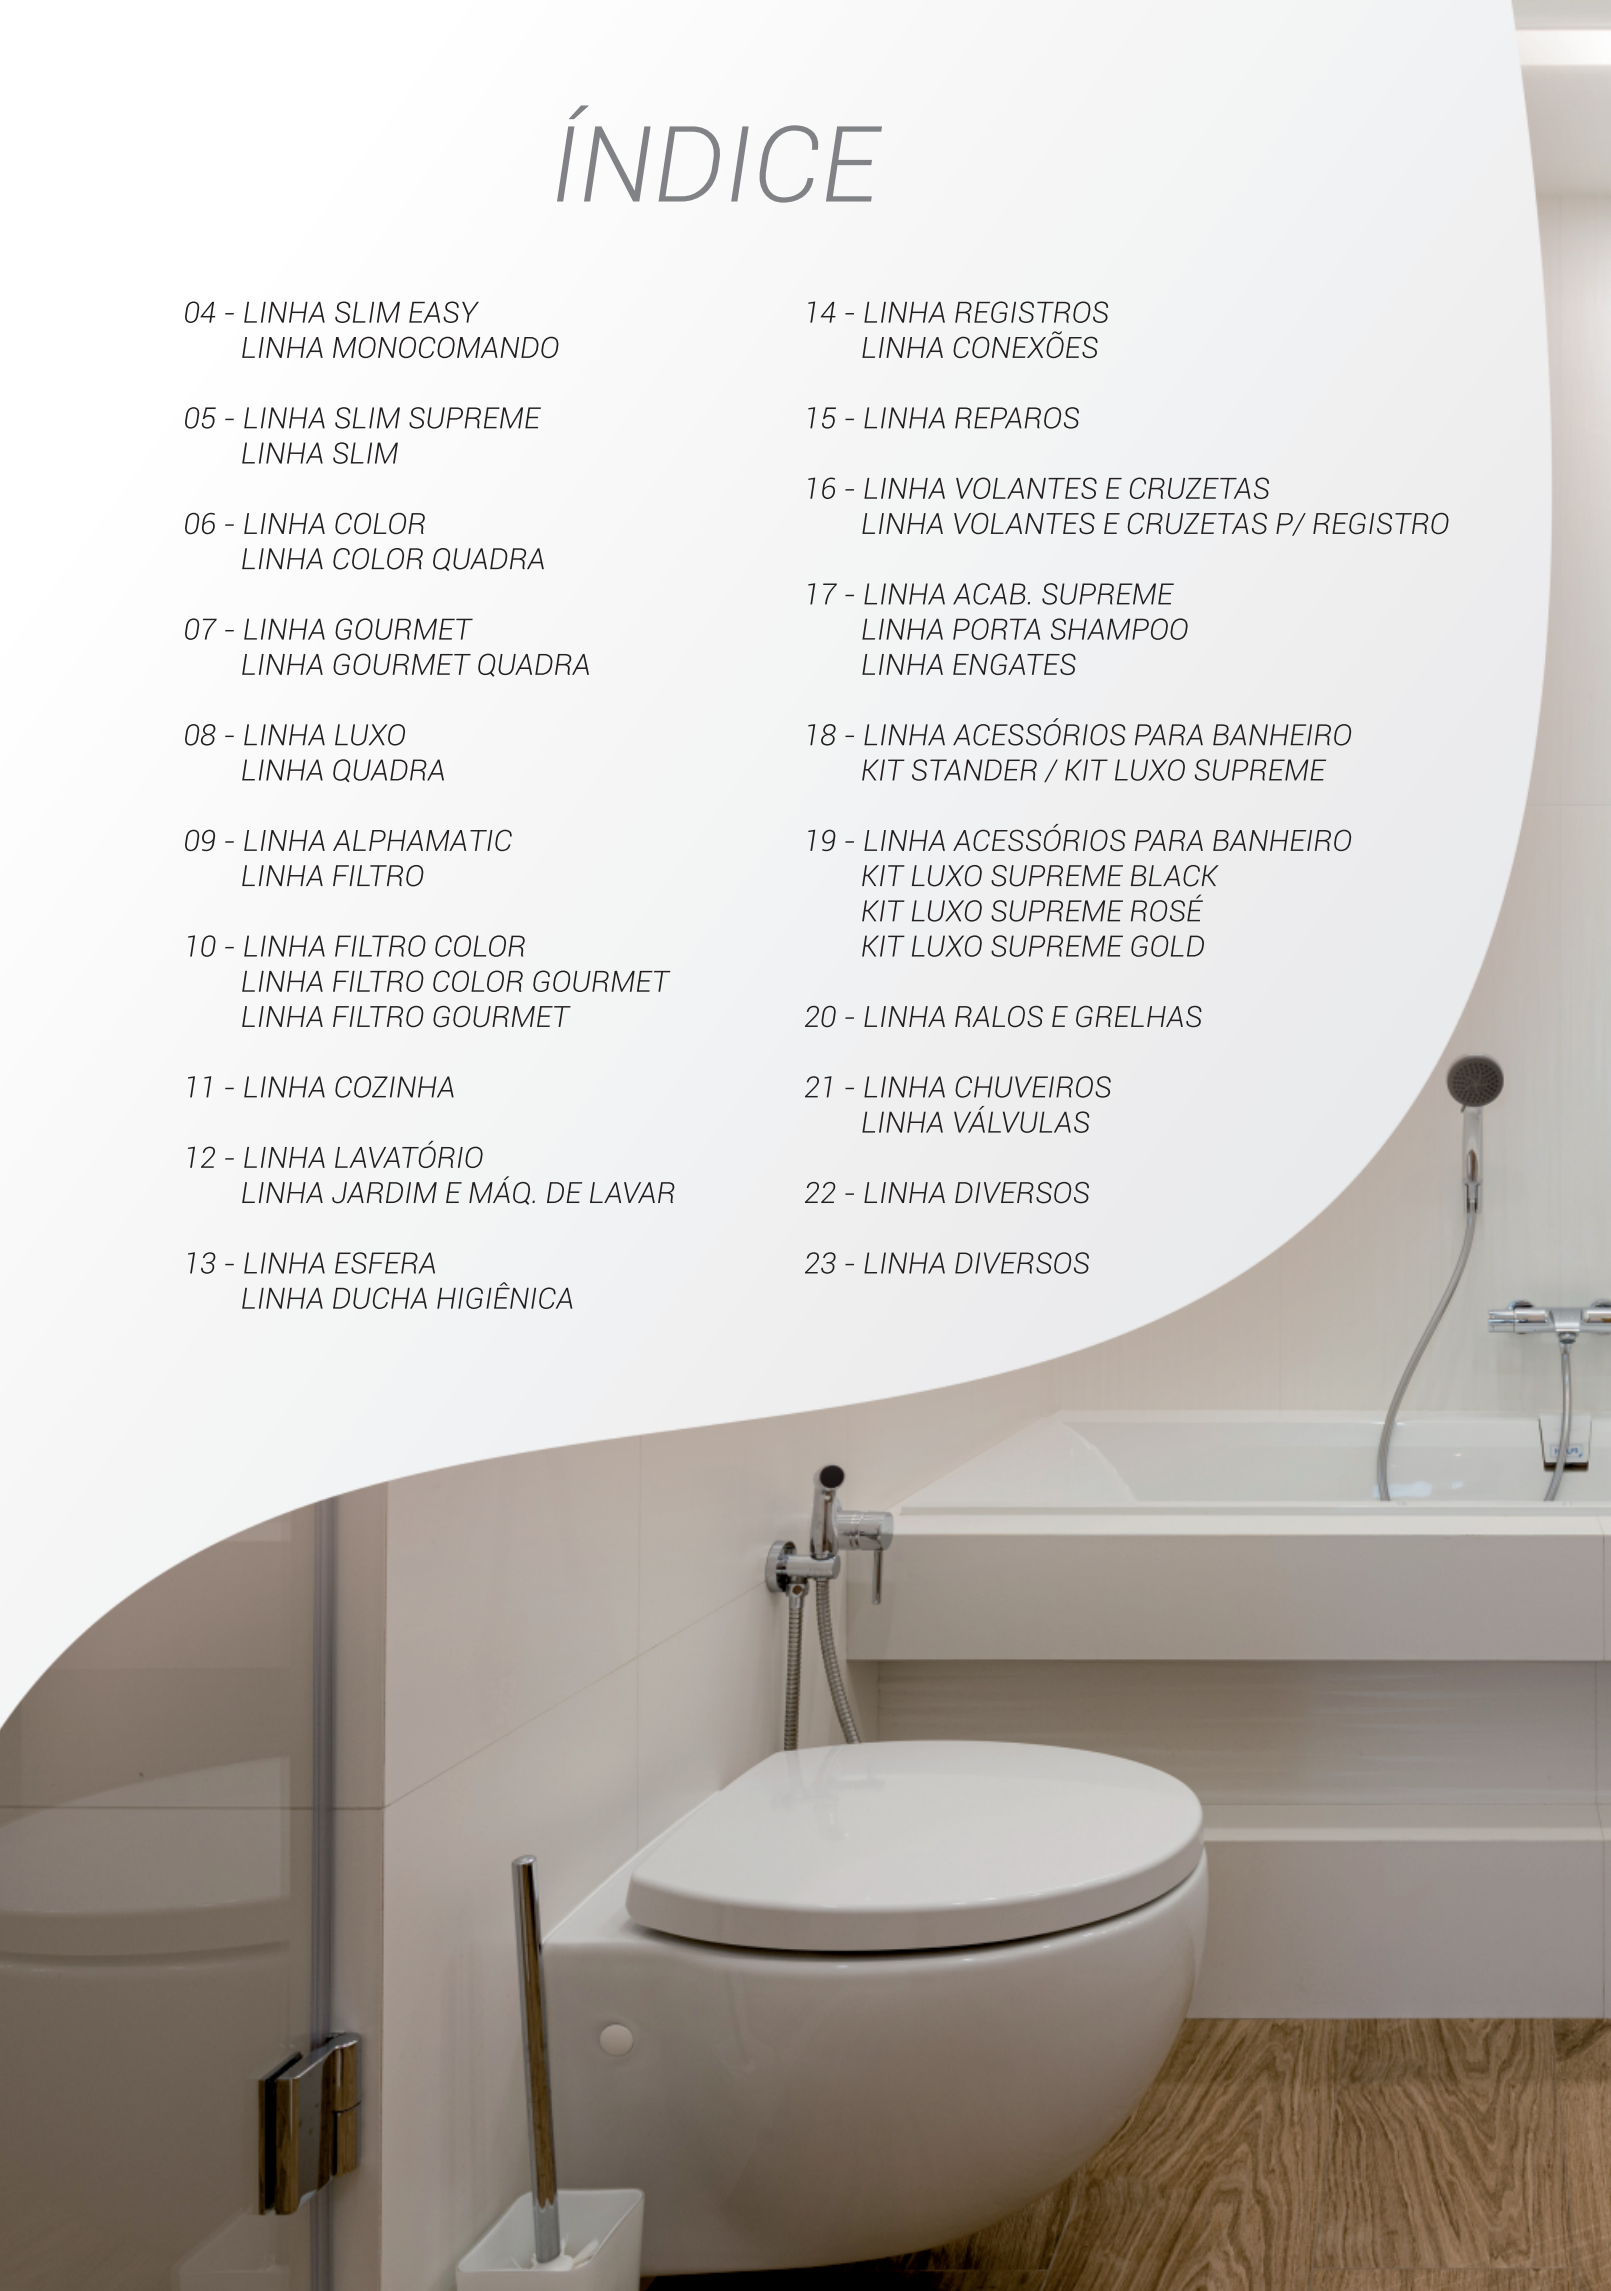 ÍNDICE
04 - LINHA SLIM EASY
LINHA MONOCOMANDO
05 - LINHA SLIM SUPREME
LINHA SLIM
06 - LINHA COLOR
LINHA COLOR QUADRA
07 - LINHA GOURMET
LINHA GOURMET QUADRA
08 - LINHA LUXO
LINHA QUADRA
09 - LINHA ALPHAMATIC
LINHA FILTRO
10 - LINHA FILTRO COLOR
LINHA FILTRO COLOR GOURMET
LINHA FILTRO GOURMET
11 - LINHA COZINHA
12 - LINHA LAVATÓRIO
LINHA JARDIM E MÁQ. DE LAVAR
13 - LINHA ESFERA
LINHA DUCHA HIGIÊNICA
14 - LINHA REGISTROS
LINHA CONEXÕES
15 - LINHA REPAROS
16 - LINHA VOLANTES E CRUZETAS
LINHA VOLANTES E CRUZETAS P/ REGISTRO
17 - LINHA ACAB. SUPREME
LINHA PORTA SHAMPOO
LINHA ENGATES
18 - LINHA ACESSÓRIOS PARA BANHEIRO
KIT STANDER / KIT LUXO SUPREME
19 - LINHA ACESSÓRIOS PARA BANHEIRO
KIT LUXO SUPREME BLACK
KIT LUXO SUPREME ROSÉ
KIT LUXO SUPREME GOLD
20 - LINHA RALOS E GRELHAS
21 - LINHA CHUVEIROS
LINHA VÁLVULAS
22 - LINHA DIVERSOS
23 - LINHA DIVERSOS